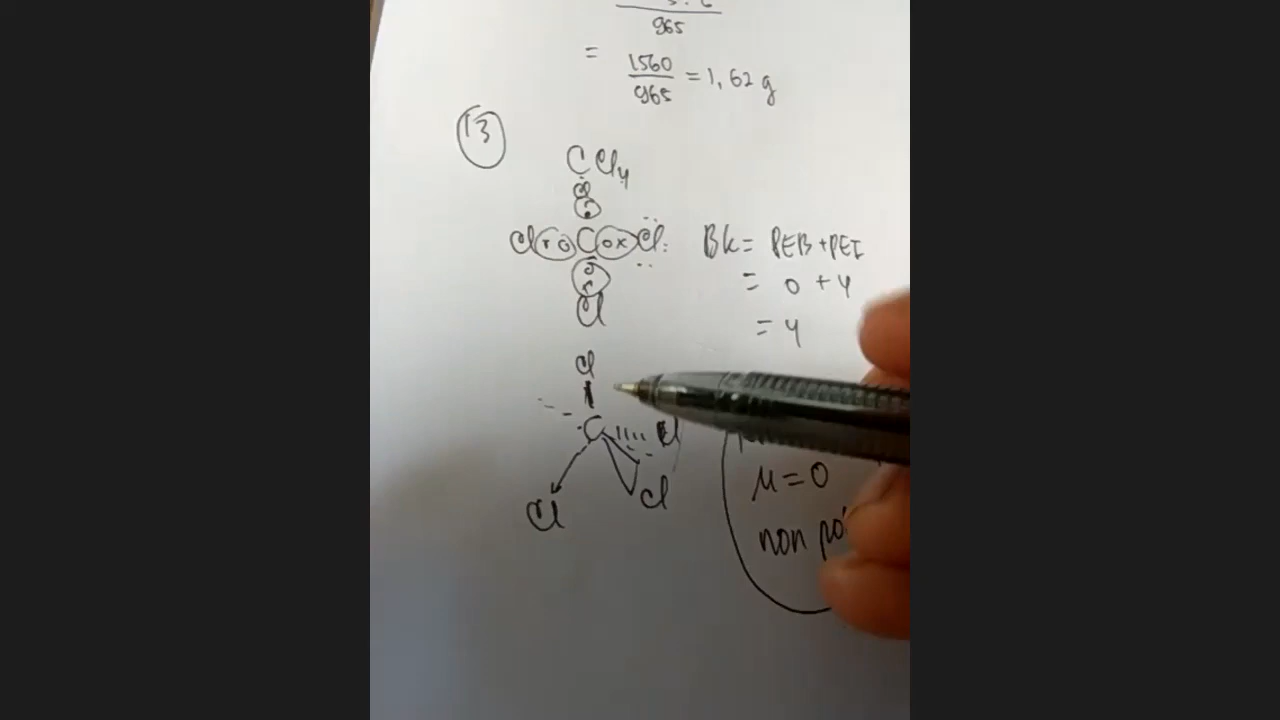 965
=
1560
965
= 1,62 g
13
CCl4
Cl C Cl
Cl
BK = PEB + PEI
= 0 + 4
= 4
Cl
C Cl
Cl Cl
μ = 0
non